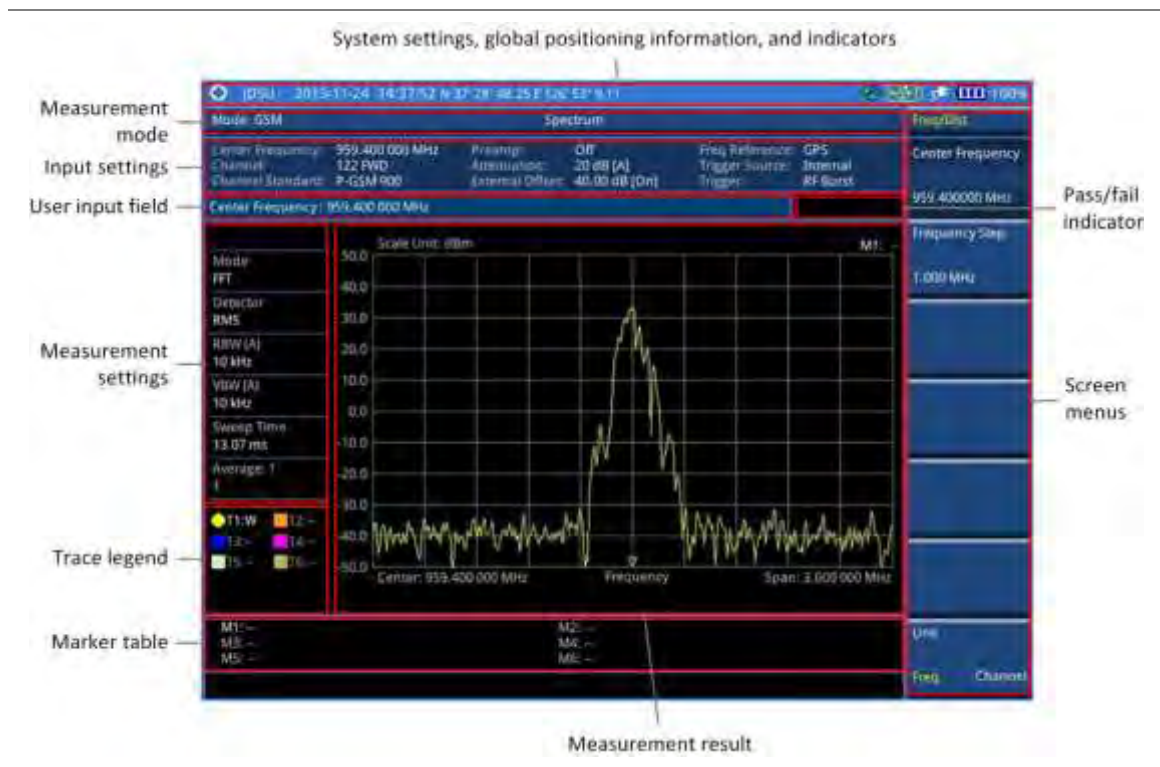 System settings, global positioning information, and indicators
Measurement mode
Input settings
User input field
Measurement settings
Trace legend
Marker table
Mode: GSM Spectrum
Center Frequency: 959.400 000 MHz Preamp: Off Freq Reference: GPS
Channel: 122 FWD Attenuation: 20 dB [A] Trigger Source: Internal
Channel Standard: P-GSM 900 External Offset: 40.00 dB [On] Trigger: RF Burst
Center Frequency: 959.400 000 MHz
Mode
FFT
Detector
RMS
RBW (A)
10 kHz
VBW (A)
10 kHz
Sweep Time
13.07 ms
Average: 1
1
T1:W T2:--
T3:-- T4:--
T5:-- T6:--
Scale Unit: dBm M1: --
50.0
40.0
30.0
20.0
10.0
0.0
-10.0
-20.0
-30.0
-40.0
-50.0
Center: 959.400 000 MHz Frequency Span: 3.000 000 MHz
M1: -- M2: --
M3: -- M4: --
M5: -- M6: --
100%
Center Frequency
959.400000 MHz
Frequency Step
1.000 MHz
Unit
Freq Channel
Pass/fail indicator
Screen menus
Measurement result